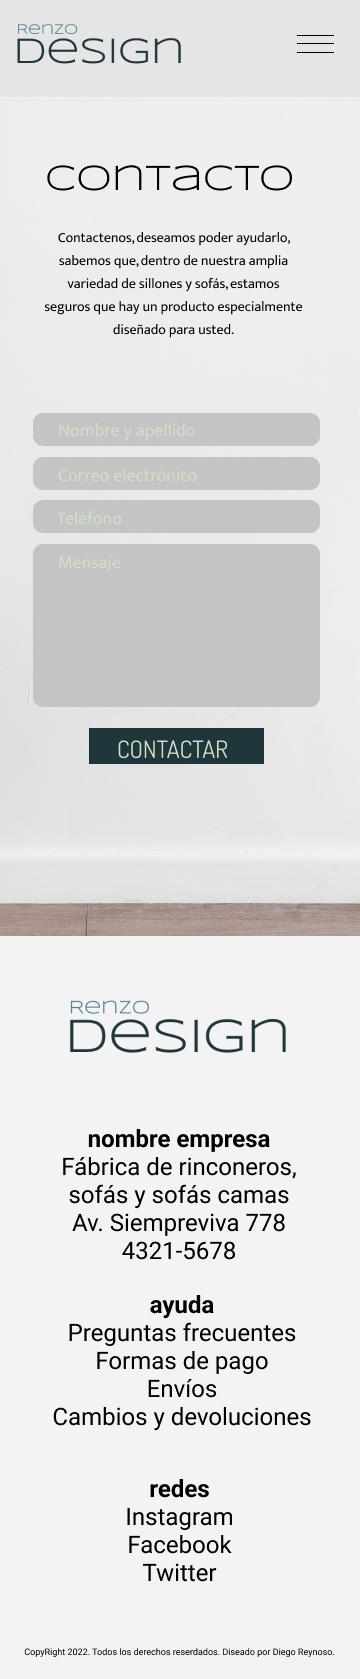 Renzo
Design
contacto
Contactenos, deseamos poder ayudarlo,
sabemos que, dentro de nuestra amplia
variedad de sillones y sofás, estamos
seguros que hay un producto especialmente
diseñado para usted.
Nombre y apellido
Correo electrónico
Teléfono
Mensaje
CONTACTAR
Renzo
Design
nombre empresa
Fábrica de rinconeros,
sofás y sofás camas
Av. Siempreviva 778
4321-5678
ayuda
Preguntas frecuentes
Formas de pago
Envíos
Cambios y devoluciones
redes
Instagram
Facebook
Twitter
CopyRight 2022. Todos los derechos reserdados. Diseado por Diego Reynoso.